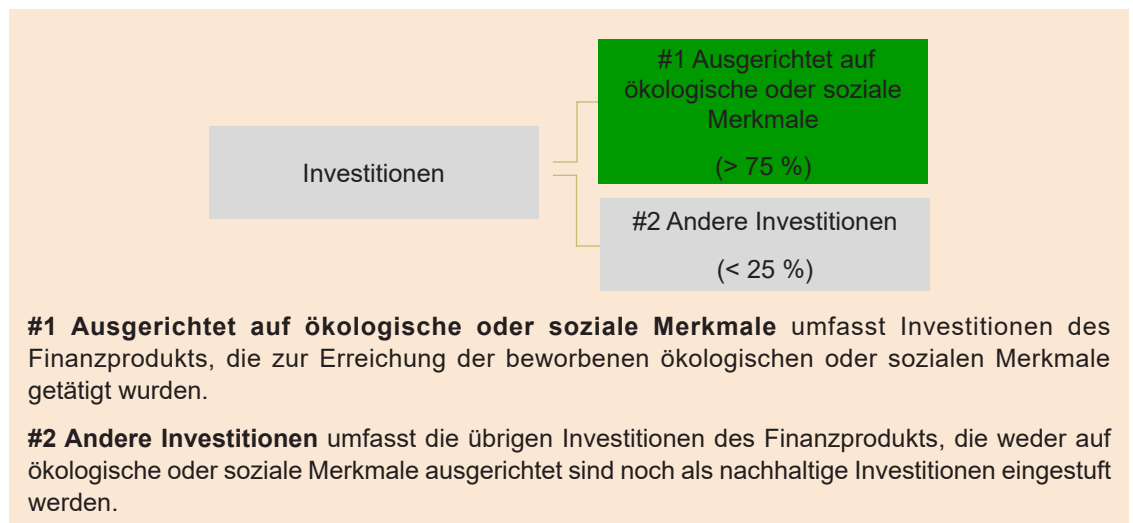 #1 Ausgerichtet auf
ökologische oder soziale
Merkmale
(> 75 %)
Investitionen
#2 Andere Investitionen
(< 25 %)
#1 Ausgerichtet auf ökologische oder soziale Merkmale umfasst Investitionen des
Finanzprodukts, die zur Erreichung der beworbenen ökologischen oder sozialen Merkmale
getätigt wurden.
#2 Andere Investitionen umfasst die übrigen Investitionen des Finanzprodukts, die weder auf
ökologische oder soziale Merkmale ausgerichtet sind noch als nachhaltige Investitionen eingestuft
werden.